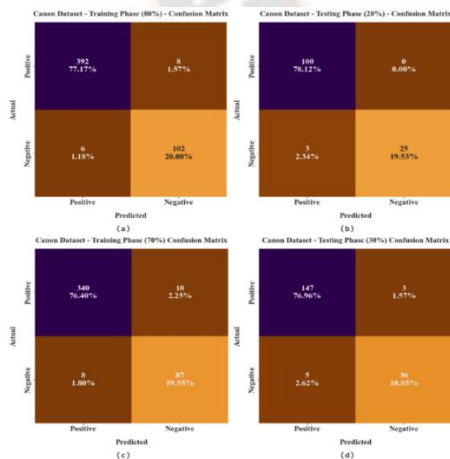 Canon Dataset - Training Phase (80%) - Confusion Matrix
Positive
Negative
Actual
392
77.17%
8
1.57%
6
1.18%
102
20.08%
Positive
Negative
Predicted
(a)
Canon Dataset - Testing Phase (20%) - Confusion Matrix
Positive
Negative
Actual
100
78.12%
0
0.00%
3
2.34%
25
19.53%
Positive
Negative
Predicted
(b)
Canon Dataset - Training Phase (70%) Confusion Matrix
Positive
Negative
Actual
340
76.40%
10
2.25%
8
1.80%
87
19.55%
Positive
Negative
Predicted
(c)
Canon Dataset - Testing Phase (30%) Confusion Matrix
Positive
Negative
Actual
147
76.96%
3
1.57%
5
2.62%
36
18.85%
Positive
Negative
Predicted
(d)